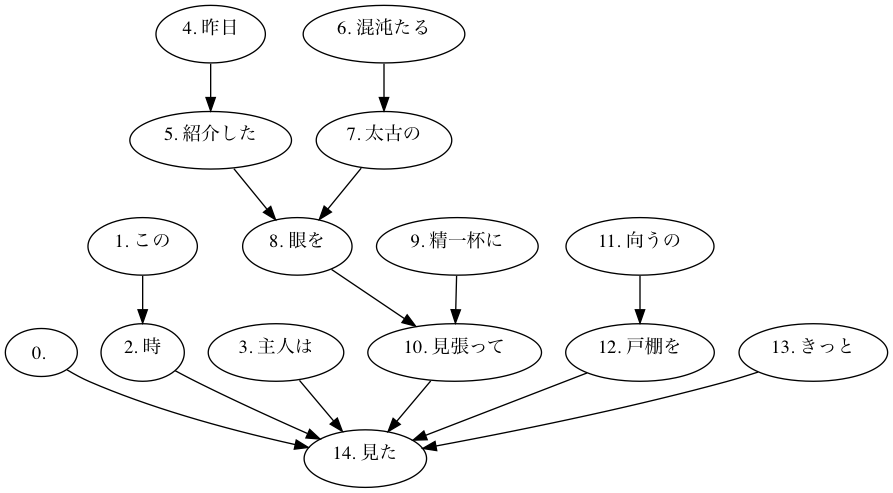 4. 昨日
6. 混沌たる
5. 紹介した
7. 太古の
1. この
8. 眼を
9. 精一杯に
11. 向うの
0.
2. 時
3. 主人は
10. 見張って
12. 戸棚を
13. きっと
14. 見た